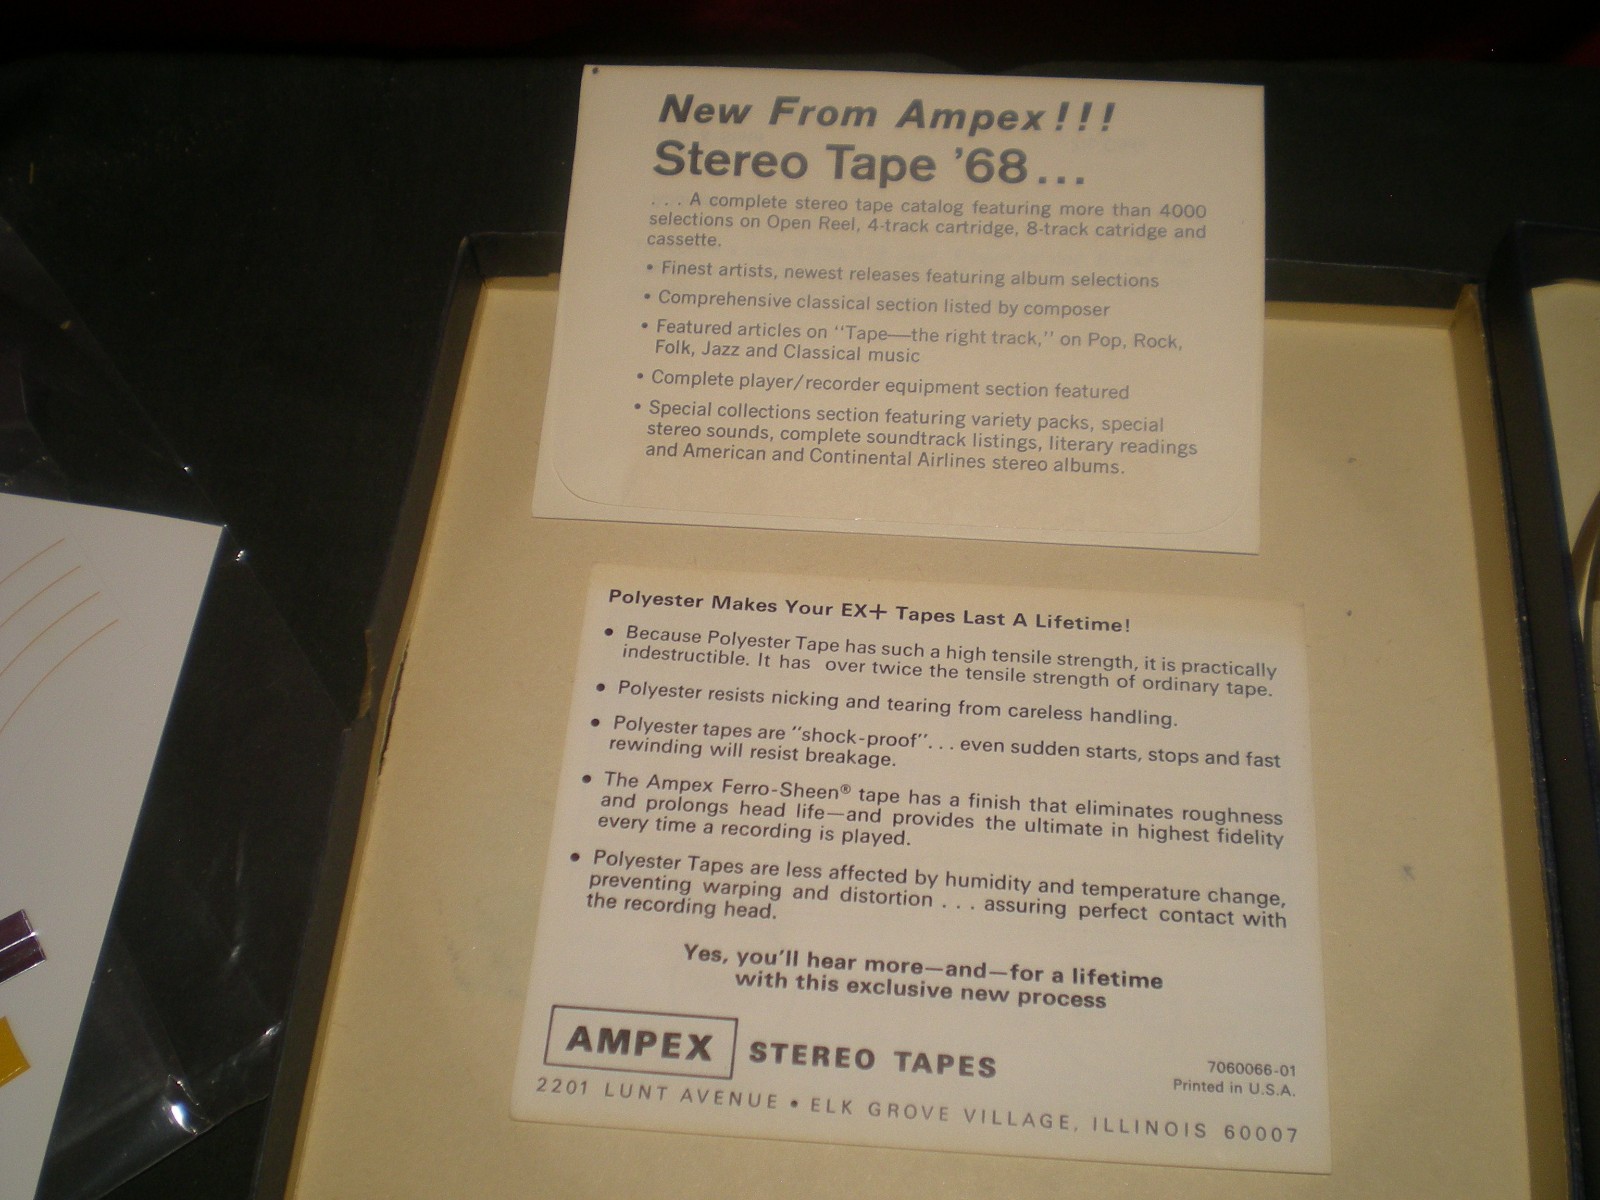 New From Ampex!!!
Stereo Tape '68...
. . . A complete stereo tape catalog featuring more than 4000
selections on Open Reel, 4-track cartridge, 8-track catridge and
cassette.
• Finest artists, newest releases featuring album selections
• Comprehensive classical section listed by composer
• Featured articles on "Tape—the right track," on Pop, Rock,
Folk, Jazz and Classical music
• Complete player/recorder equipment section featured
• Special collections section featuring variety packs, special
stereo sounds, complete soundtrack listings, literary readings
and American and Continental Airlines stereo albums.
Polyester Makes Your EX+ Tapes Last A Lifetime!
• Because Polyester Tape has such a high tensile strength, it is practically
indestructible. It has over twice the tensile strength of ordinary tape.
• Polyester resists nicking and tearing from careless handling.
• Polyester tapes are "shock-proof". . . even sudden starts, stops and fast
rewinding will resist breakage.
• The Ampex Ferro-Sheen® tape has a finish that eliminates roughness
and prolongs head life—and provides the ultimate in highest fidelity
every time a recording is played.
• Polyester Tapes are less affected by humidity and temperature change,
preventing warping and distortion . . . assuring perfect contact with
the recording head.
Yes, you'll hear more—and—for a lifetime
with this exclusive new process
AMPEX STEREO TAPES
7060066-01
Printed in U.S.A.
2201 LUNT AVENUE • ELK GROVE VILLAGE, ILLINOIS 60007